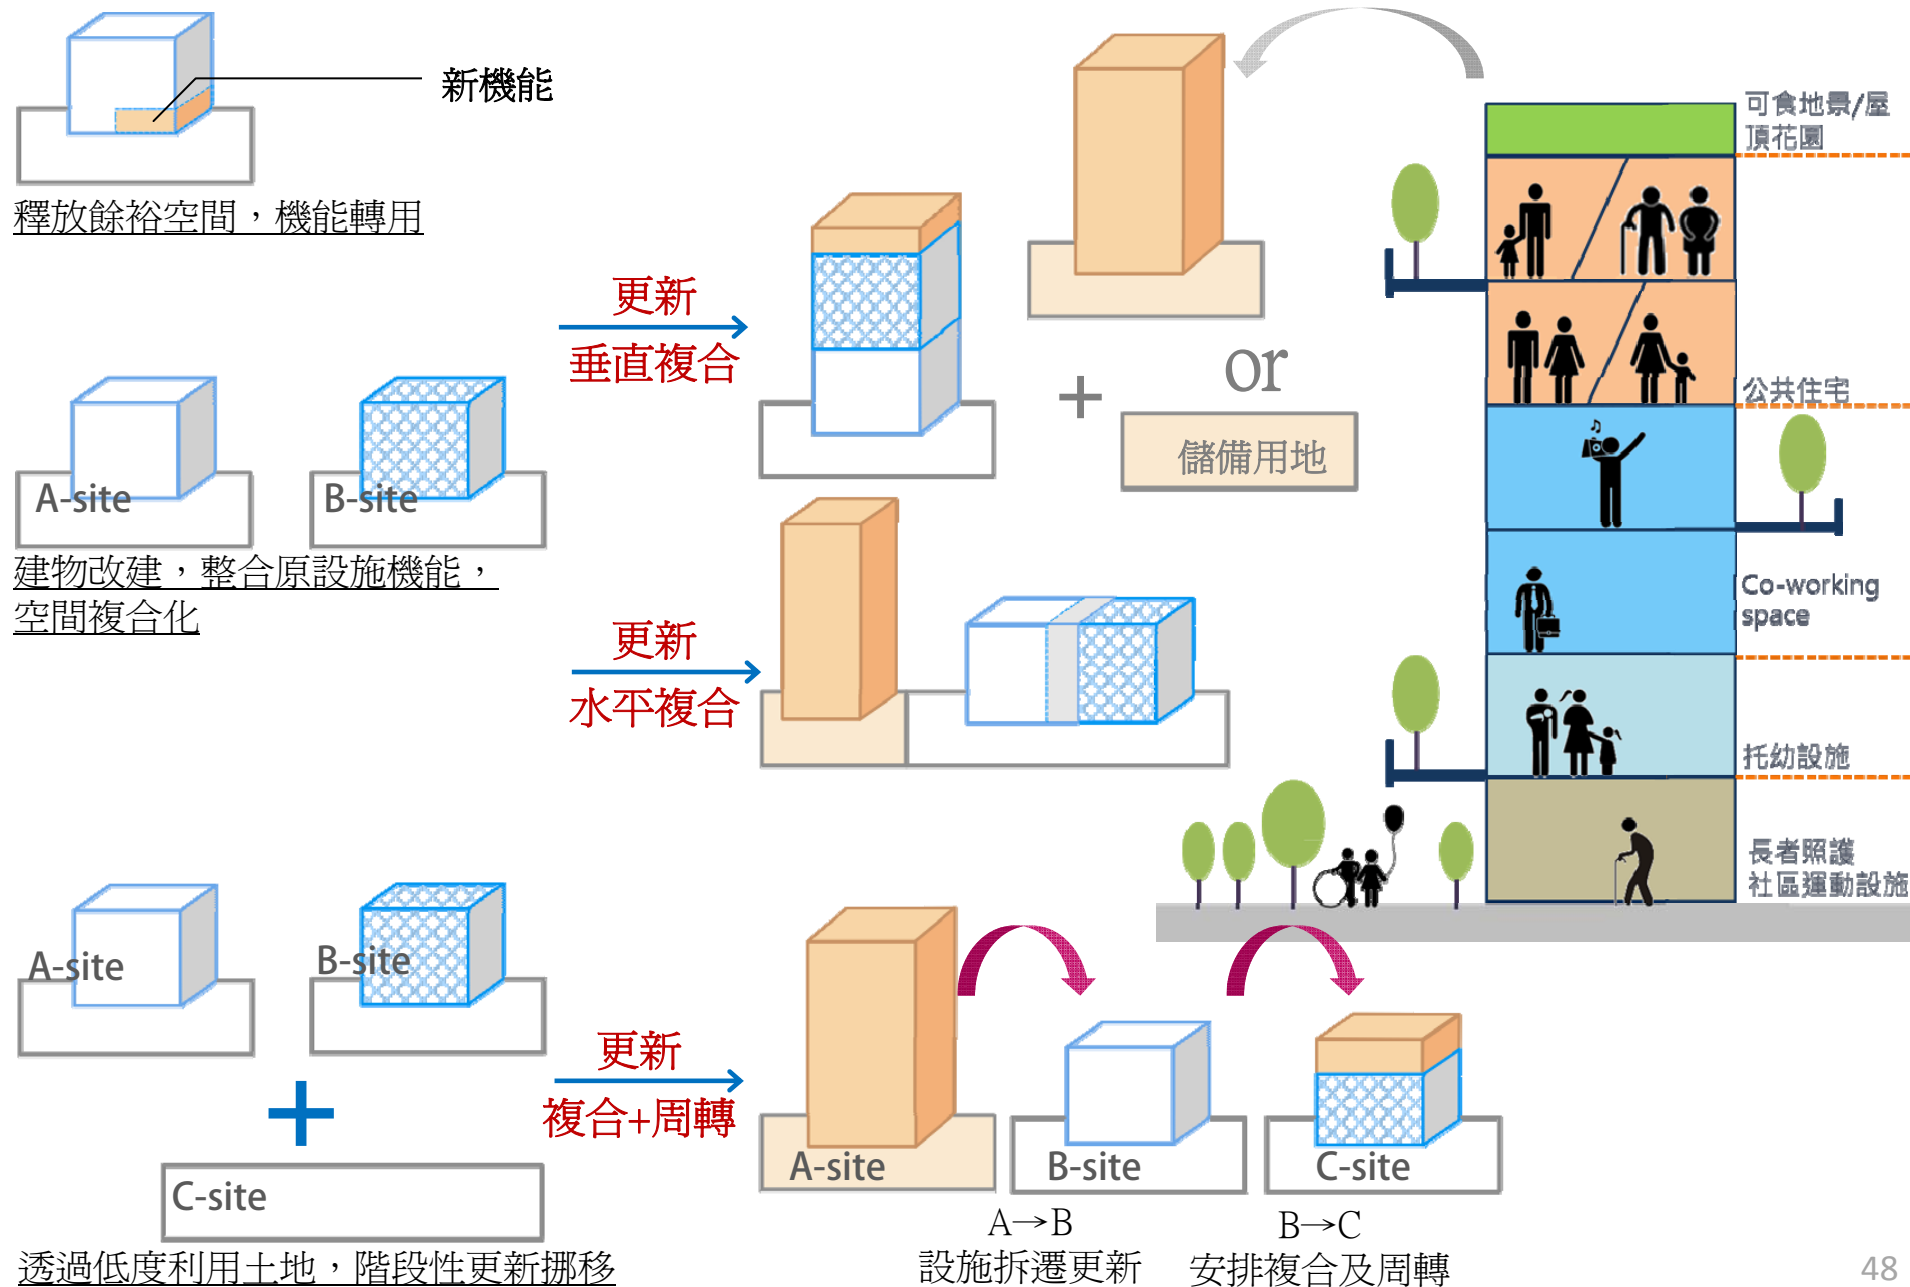 新機能
釋放餘裕空間，機能轉用
A-site
B-site
建物改建，整合原設施機能，
空間複合化
更新
垂直複合
+
or
儲備用地
更新
水平複合
可食地景/屋
頂花園
公共住宅
Co-working
space
托幼設施
長者照護
社區運動設施
A-site
B-site
+
C-site
透過低度利用土地，階段性更新挪移
更新
複合+周轉
A-site
B-site
C-site
A→B
設施拆遷更新
B→C
安排複合及周轉
48